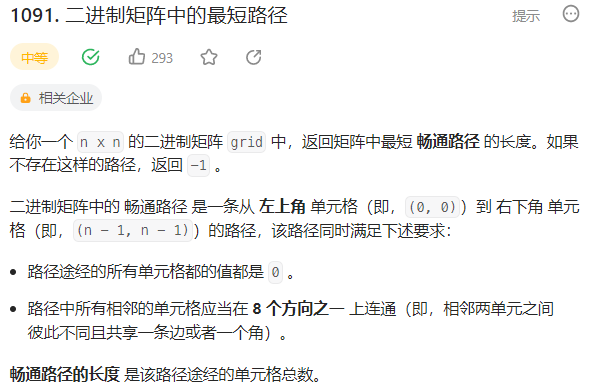 1091. 二进制矩阵中的最短路径
提示
中等
293
相关企业
给你一个 n x n 的二进制矩阵 grid 中，返回矩阵中最短 畅通路径 的长度。如果
不存在这样的路径，返回 -1 。
二进制矩阵中的 畅通路径 是一条从 左上角 单元格（即，(0, 0)）到 右下角 单元
格（即，(n - 1, n - 1)）的路径，该路径同时满足下述要求：
• 路径途经的所有单元格都的值都是 0 。
• 路径中所有相邻的单元格应当在 8 个方向之一 上连通（即，相邻两单元之间
彼此不同且共享一条边或者一个角）。
畅通路径的长度 是该路径途经的单元格总数。